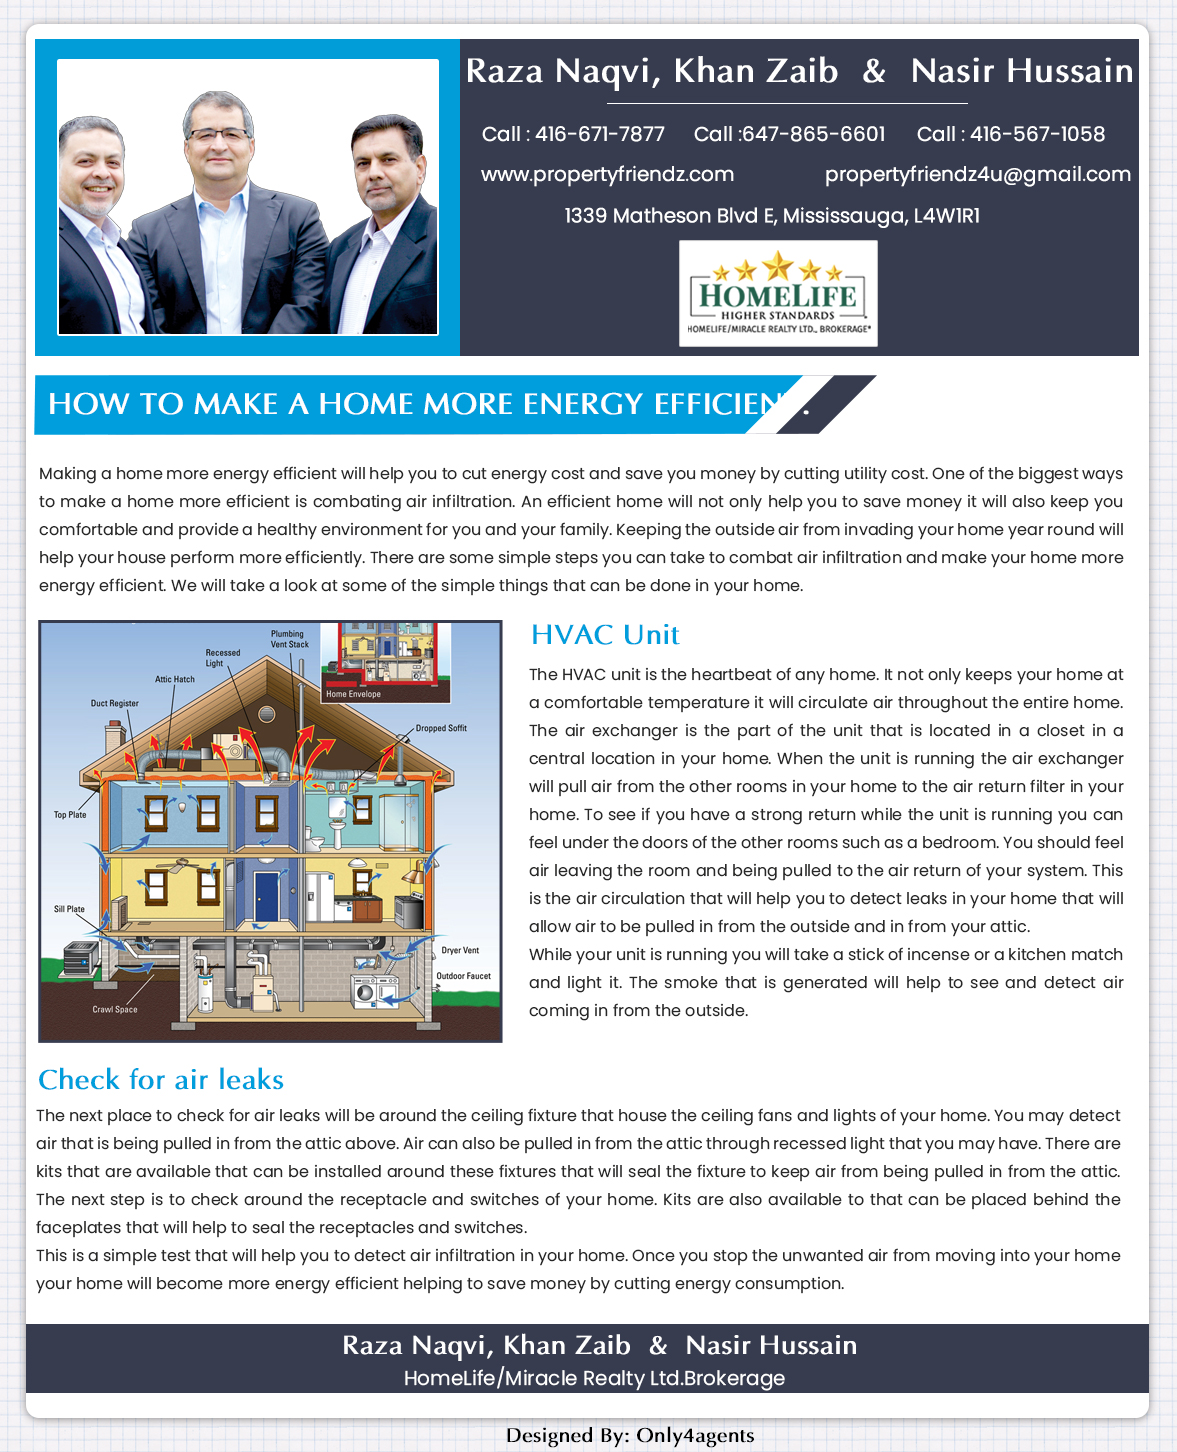 Raza Naqvi, Khan Zaib & Nasir Hussain
Call : 416-671-7877 Call :647-865-6601 Call : 416-567-1058
www.propertyfriendz.com propertyfriendz4u@gmail.com
1339 Matheson Blvd E, Mississauga, L4W1R1
HOMELIFE
HIGHER STANDARDS
HOMELIFE/MIRACLE REALTY LTD., BROKERAGE*
HOW TO MAKE A HOME MORE ENERGY EFFICIENT.
Making a home more energy efficient will help you to cut energy cost and save you money by cutting utility cost. One of the biggest ways
to make a home more efficient is combating air infiltration. An efficient home will not only help you to save money it will also keep you
comfortable and provide a healthy environment for you and your family. Keeping the outside air from invading your home year round will
help your house perform more efficiently. There are some simple steps you can take to combat air infiltration and make your home more
energy efficient. We will take a look at some of the simple things that can be done in your home.
Plumbing
Vent Stack
Recessed
Light
Attic Hatch
Duct Register
Home Envelope
Dropped Soffit
Top Plate
Sill Plate
Dryer Vent
Outdoor Faucet
Crawl Space
HVAC Unit
The HVAC unit is the heartbeat of any home. It not only keeps your home at
a comfortable temperature it will circulate air throughout the entire home.
The air exchanger is the part of the unit that is located in a closet in a
central location in your home. When the unit is running the air exchanger
will pull air from the other rooms in your home to the air return filter in your
home. To see if you have a strong return while the unit is running you can
feel under the doors of the other rooms such as a bedroom. You should feel
air leaving the room and being pulled to the air return of your system. This
is the air circulation that will help you to detect leaks in your home that will
allow air to be pulled in from the outside and in from your attic.
While your unit is running you will take a stick of incense or a kitchen match
and light it. The smoke that is generated will help to see and detect air
coming in from the outside.
Check for air leaks
The next place to check for air leaks will be around the ceiling fixture that house the ceiling fans and lights of your home. You may detect
air that is being pulled in from the attic above. Air can also be pulled in from the attic through recessed light that you may have. There are
kits that are available that can be installed around these fixtures that will seal the fixture to keep air from being pulled in from the attic.
The next step is to check around the receptacle and switches of your home. Kits are also available to that can be placed behind the
faceplates that will help to seal the receptacles and switches.
This is a simple test that will help you to detect air infiltration in your home. Once you stop the unwanted air from moving into your home
your home will become more energy efficient helping to save money by cutting energy consumption.
Raza Naqvi, Khan Zaib & Nasir Hussain
HomeLife/Miracle Realty Ltd.Brokerage
Designed By: Only4agents